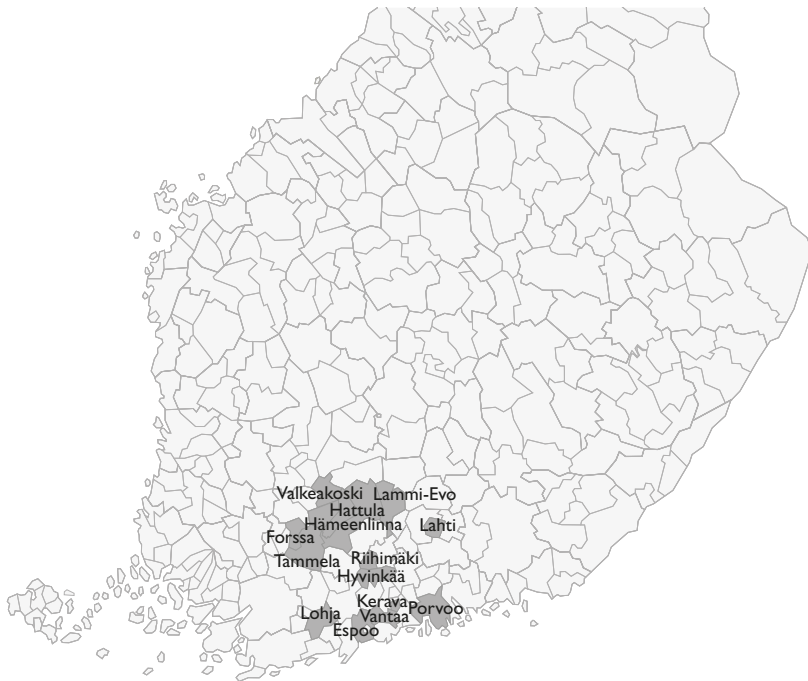 Valkeakoski
Lammi-Evo
Hattula
Hämeenlinna
Lahti
Forssa
Tammela
Riihimäki
Hyvinkää
Kerava
Porvoo
Lohja
Vantaa
Espoo